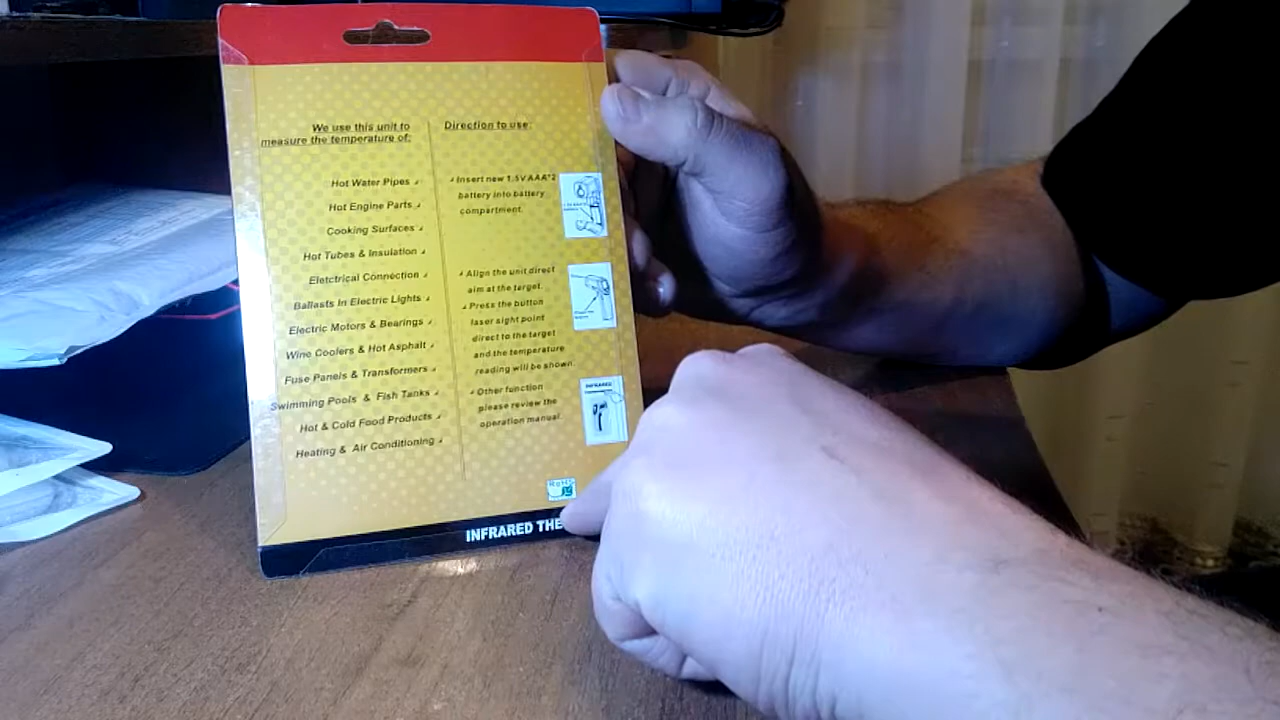 We use this unit to
measure the temperature of:
Hot Water Pipes
Hot Engine Parts
Cooking Surfaces
Hot Tubes & Insulation
Eletctrical Connection
Ballasts In Electric Lights
Electric Motors & Bearings
Wine Coolers & Hot Asphalt
Fuse Panels & Transformers
Swimming Pools & Fish Tanks
Hot & Cold Food Products
Heating & Air Conditioning
Direction to use:
Insert new 1.5V AAA*2
battery into battery
compartment.
Align the unit direct
aim at the target.
Press the button
laser sight point
direct to the target
and the temperature
reading will be shown.
Other function
please review the
operation manual.
INFRARED
RoHS
INFRARED THE